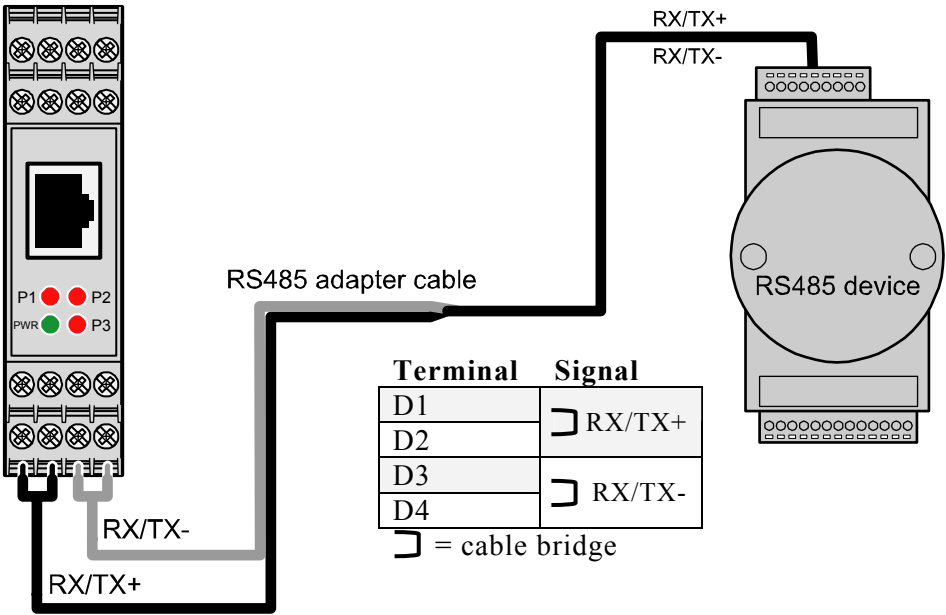 RX/TX+
RX/TX-
RS485 adapter cable
RS485 device
P1
P2
PWR
P3
Terminal Signal
D1
D2
RX/TX+
D3
D4
RX/TX-
= cable bridge
RX/TX-
RX/TX+